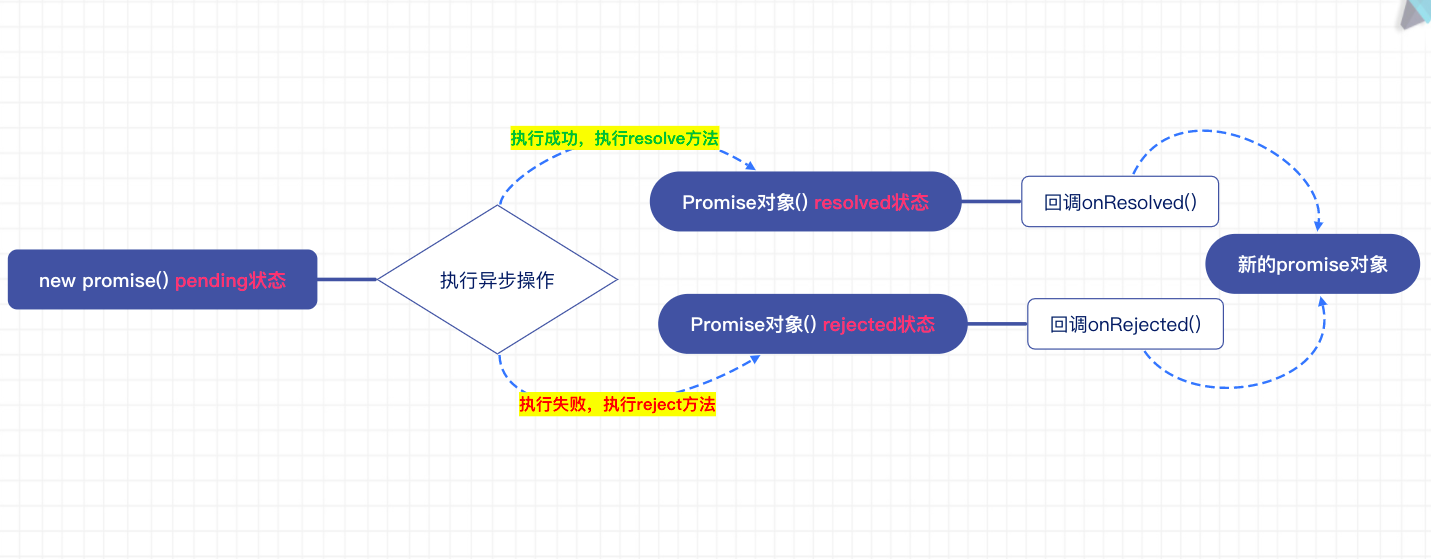 执行成功，执行resolve方法
Promise对象() resolved状态
回调onResolved()
new promise() pending状态
执行异步操作
新的promise对象
Promise对象() rejected状态
回调onRejected()
执行失败，执行reject方法